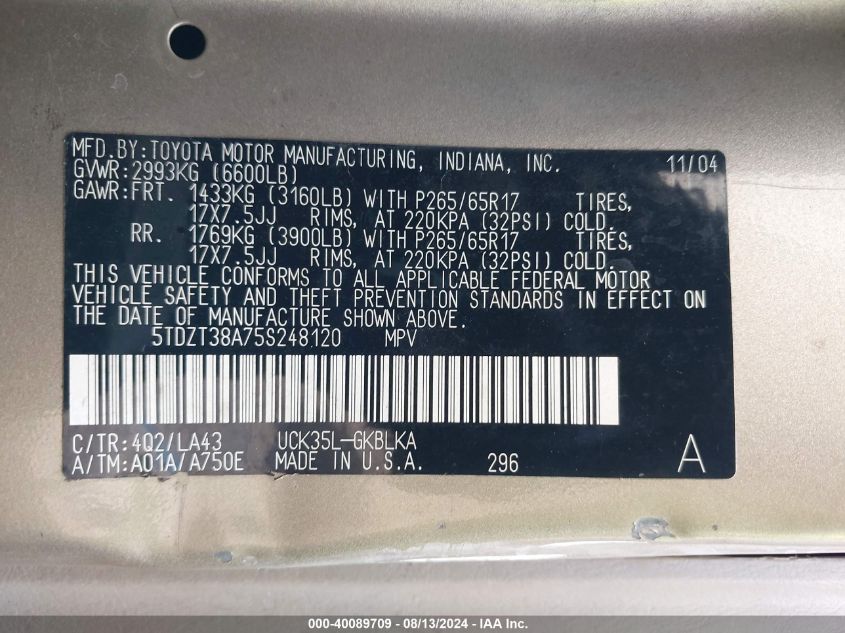 MFD.BY:TOYOTA MOTOR MANUFACTURING, INDIANA, INC. 11/04
GVWR:2993KG (6600LB)
GAWR:FRT. 1433KG (3160LB) WITH P265/65R17 TIRES,
17X7.5JJ RIMS, AT 220KPA (32PSI) COLD.
RR. 1769KG (3900LB) WITH P265/65R17 TIRES,
17X7.5JJ RIMS, AT 220KPA (32PSI) COLD.
THIS VEHICLE CONFORMS TO ALL APPLICABLE FEDERAL MOTOR
VEHICLE SAFETY AND THEFT PREVENTION STANDARDS IN EFFECT ON
THE DATE OF MANUFACTURE SHOWN ABOVE.
5TDZT38A75S248120 MPV
C/TR:4Q2/LA43 UCK35L-GKBLKA
A/TM:A01A/A750E MADE IN U.S.A. 296 A
000-40089709 - 08/13/2024 - IAA Inc.